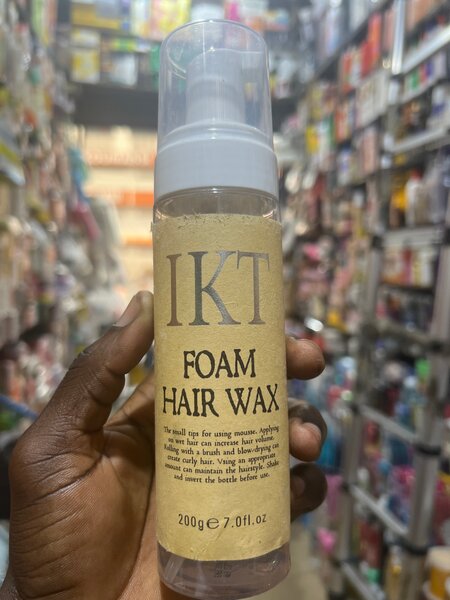 IKT
FOAM
HAIR WAX
The small tips for using mousse. Applying
on wet hair can increase hair volume.
Rolling with a brush and blow-drying can
create curly hair. Vsing an appropriate
amount can maintain the hairstyle. Shake
and insert the bottle before use.
200g℮7.0fl.oz